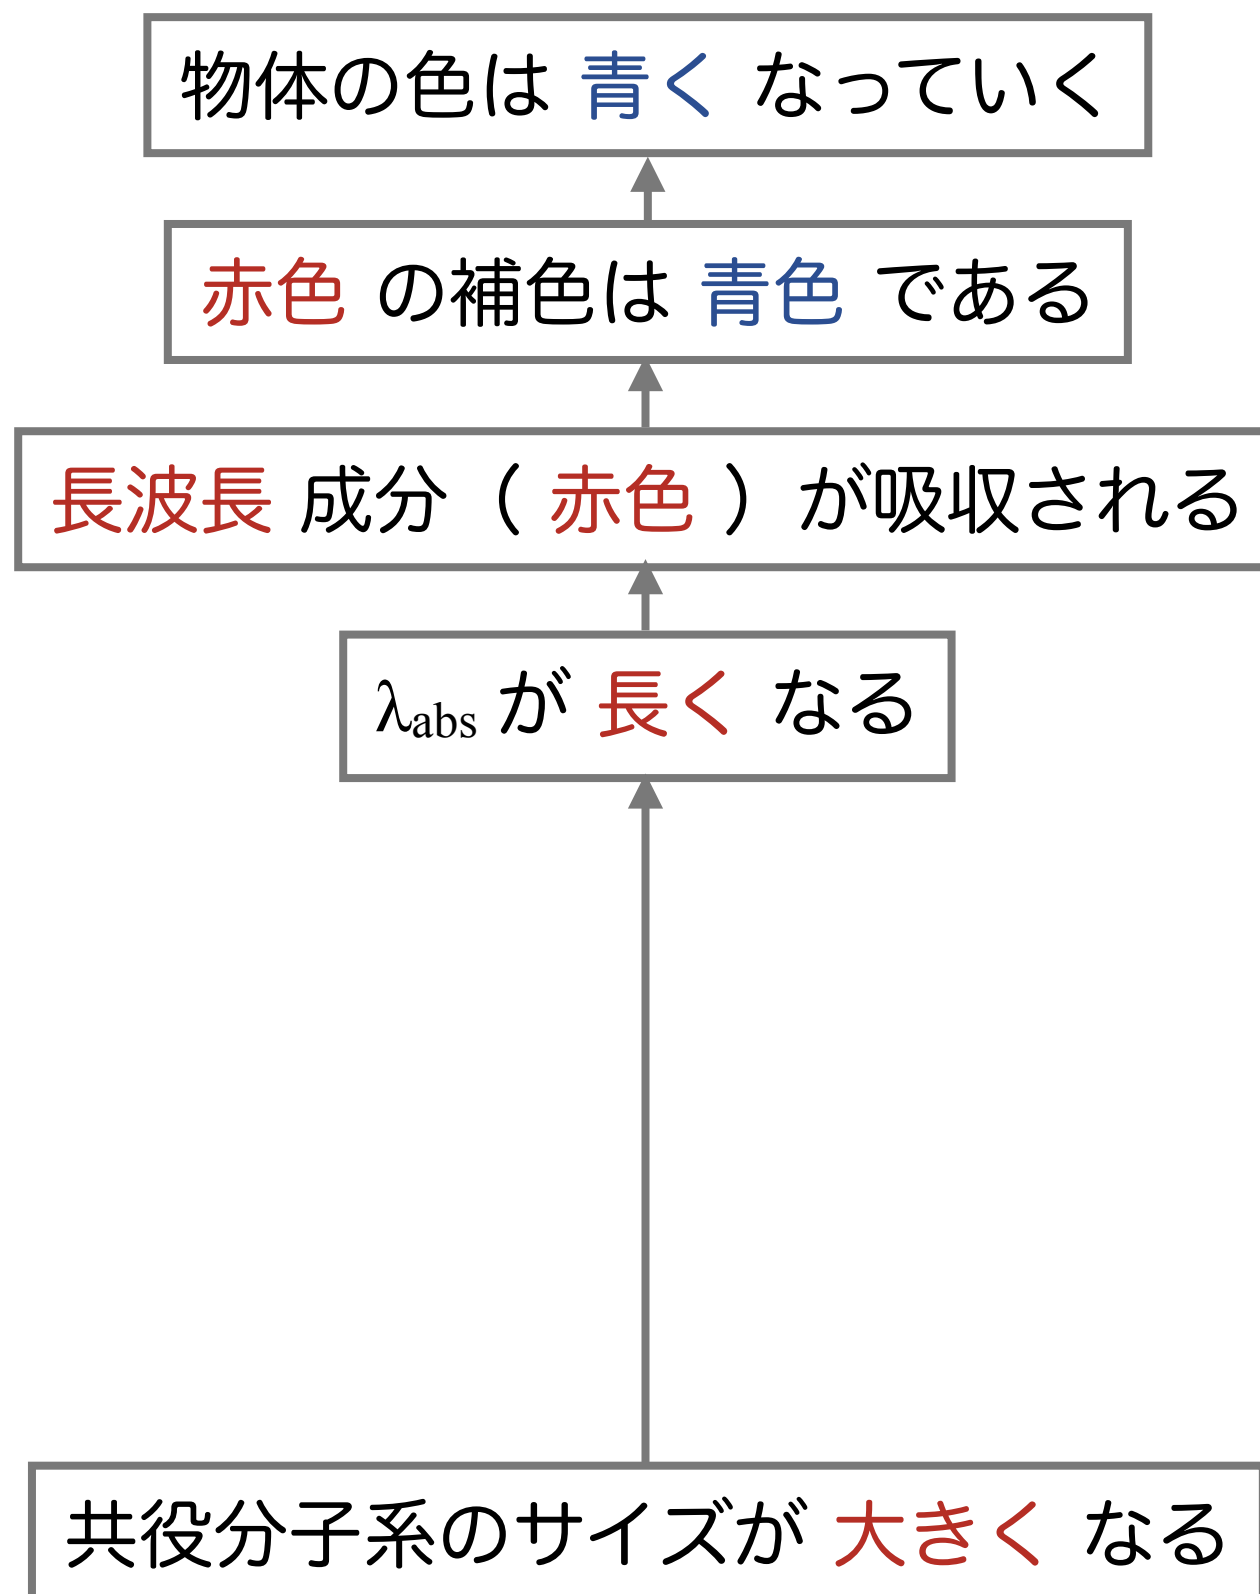 物体の色は 青く なっていく
赤色 の補色は 青色 である
長波長 成分（ 赤色 ）が吸収される
λabs が 長く なる
共役分子系のサイズが 大きく なる